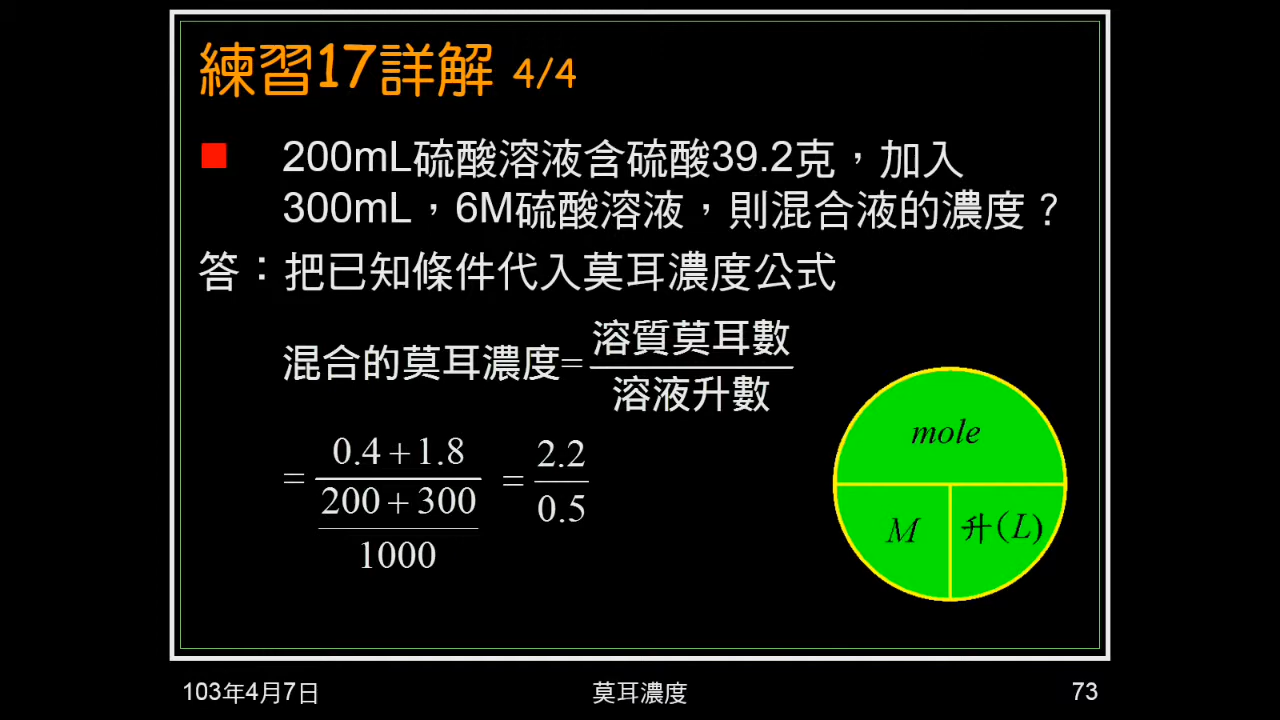 練習17詳解 4/4
200mL硫酸溶液含硫酸39.2克，加入
300mL，6M硫酸溶液，則混合液的濃度？
答：把已知條件代入莫耳濃度公式
混合的莫耳濃度=溶質莫耳數/溶液升數
= (0.4+1.8)/((200+300)/1000) = 2.2/0.5
mole
M 升(L)
103年4月7日 莫耳濃度 73